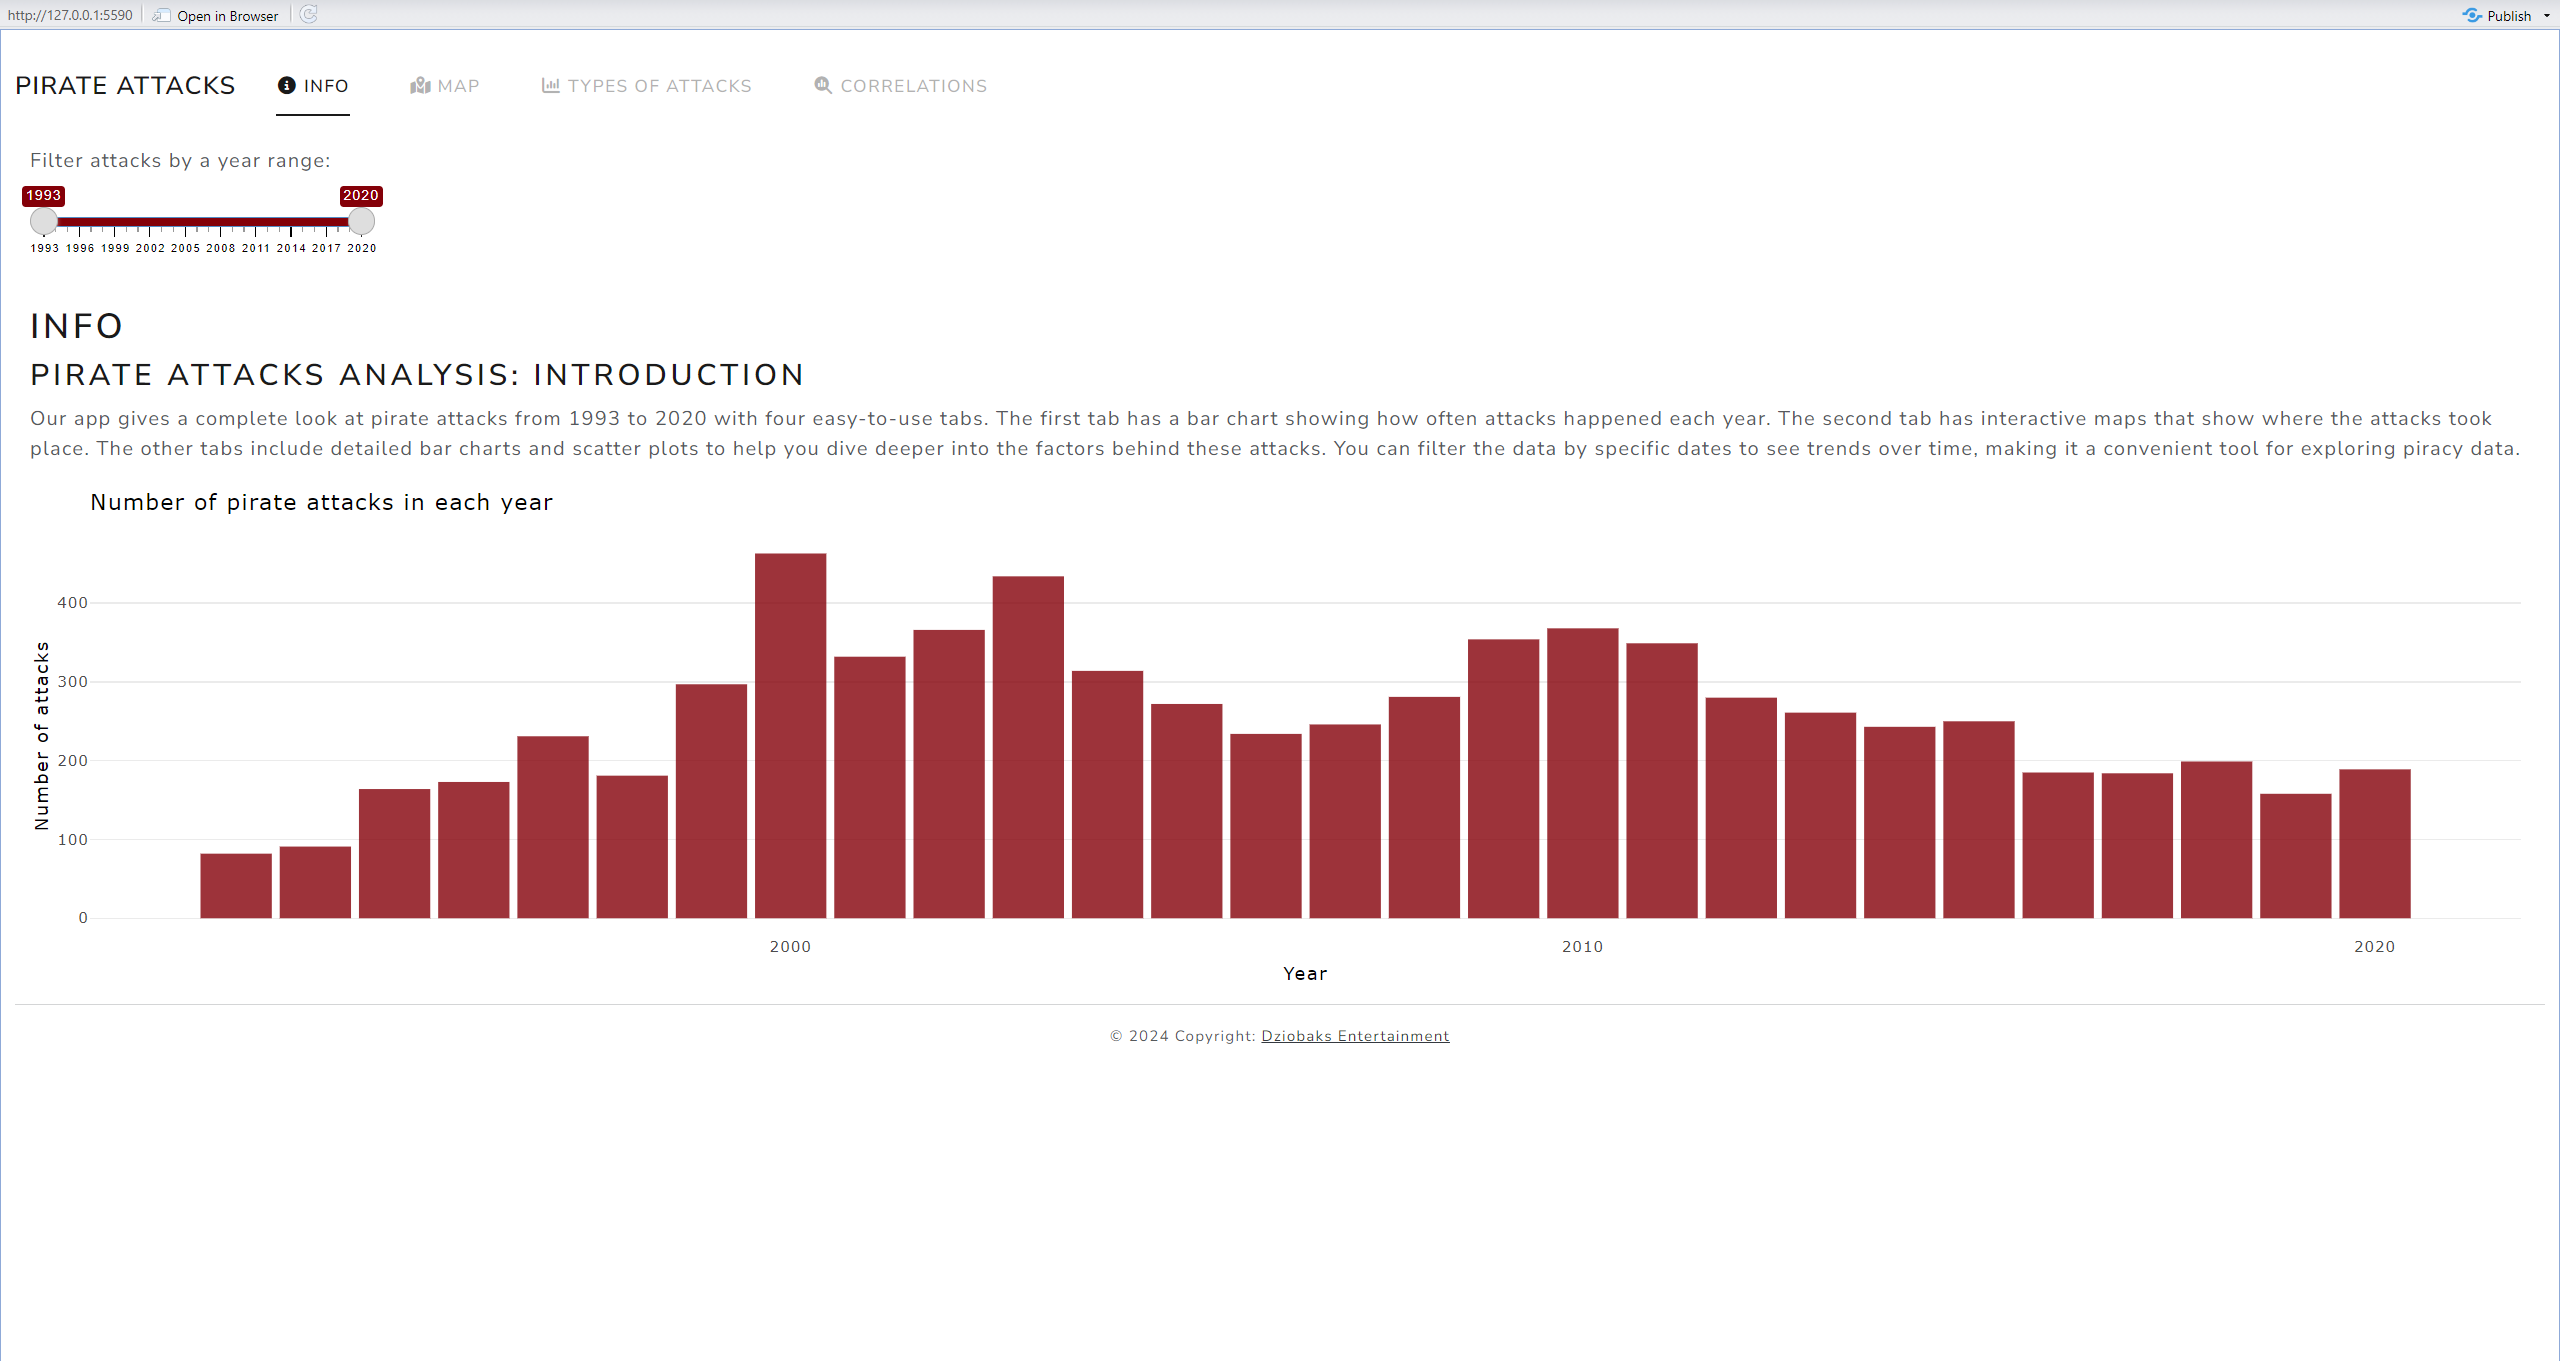 http://127.0.0.1:5590 Open in Browser Publish
PIRATE ATTACKS INFO MAP TYPES OF ATTACKS CORRELATIONS
Filter attacks by a year range:
1993 2020
1993 1996 1999 2002 2005 2008 2011 2014 2017 2020
INFO
PIRATE ATTACKS ANALYSIS: INTRODUCTION
Our app gives a complete look at pirate attacks from 1993 to 2020 with four easy-to-use tabs. The first tab has a bar chart showing how often attacks happened each year. The second tab has interactive maps that show where the attacks took
place. The other tabs include detailed bar charts and scatter plots to help you dive deeper into the factors behind these attacks. You can filter the data by specific dates to see trends over time, making it a convenient tool for exploring piracy data.
Number of pirate attacks in each year
Number of attacks
400
300
200
100
0
2000 2010 2020
Year
© 2024 Copyright: Dziobaks Entertainment